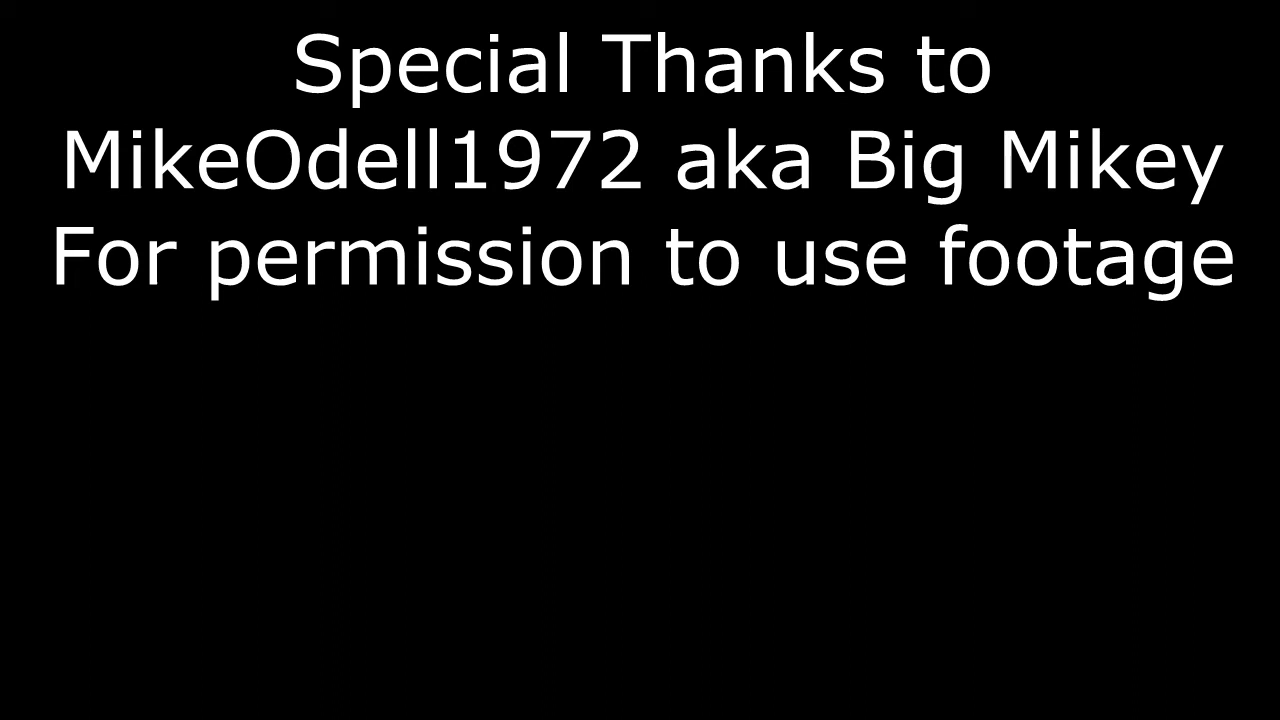 Special Thanks to
MikeOdell1972 aka Big Mikey
For permission to use footage